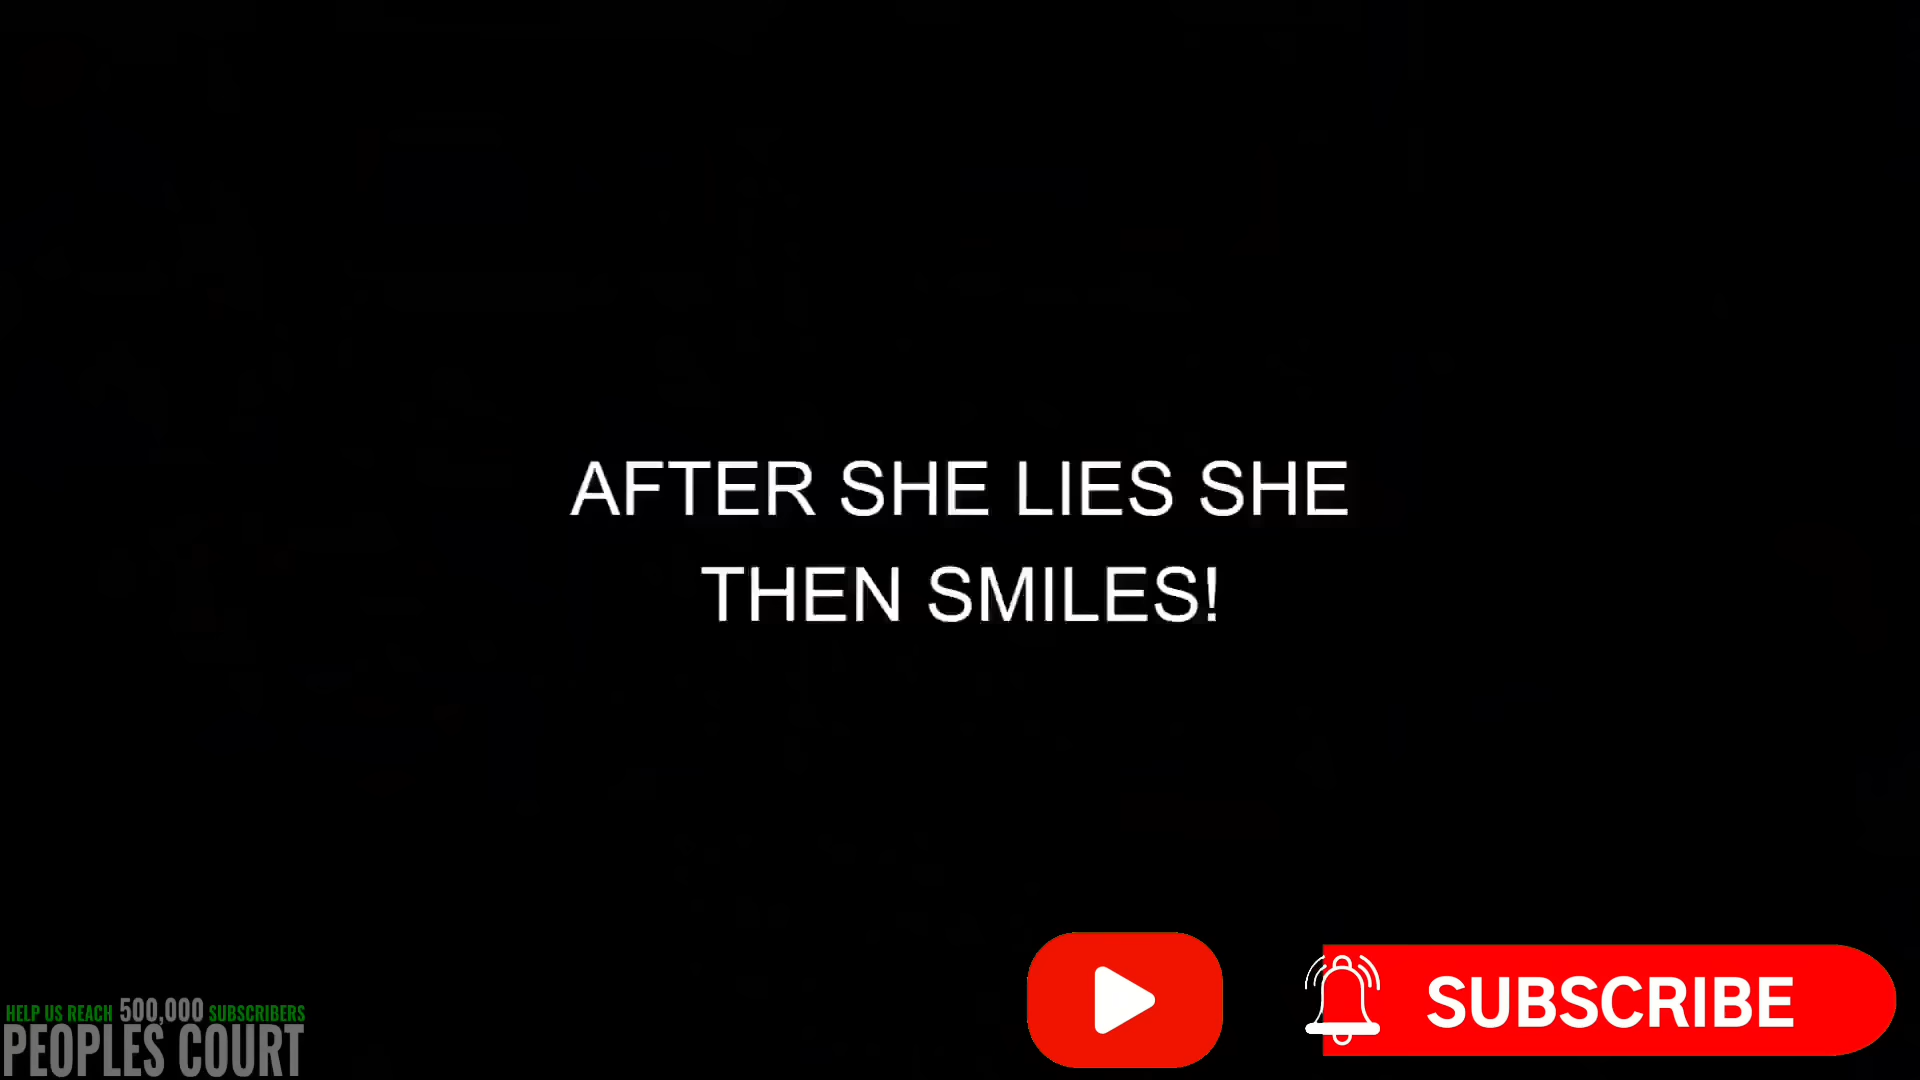 AFTER SHE LIES SHE
THEN SMILES!
HELP US REACH 500,000 SUBSCRIBERS
PEOPLES COURT
SUBSCRIBE